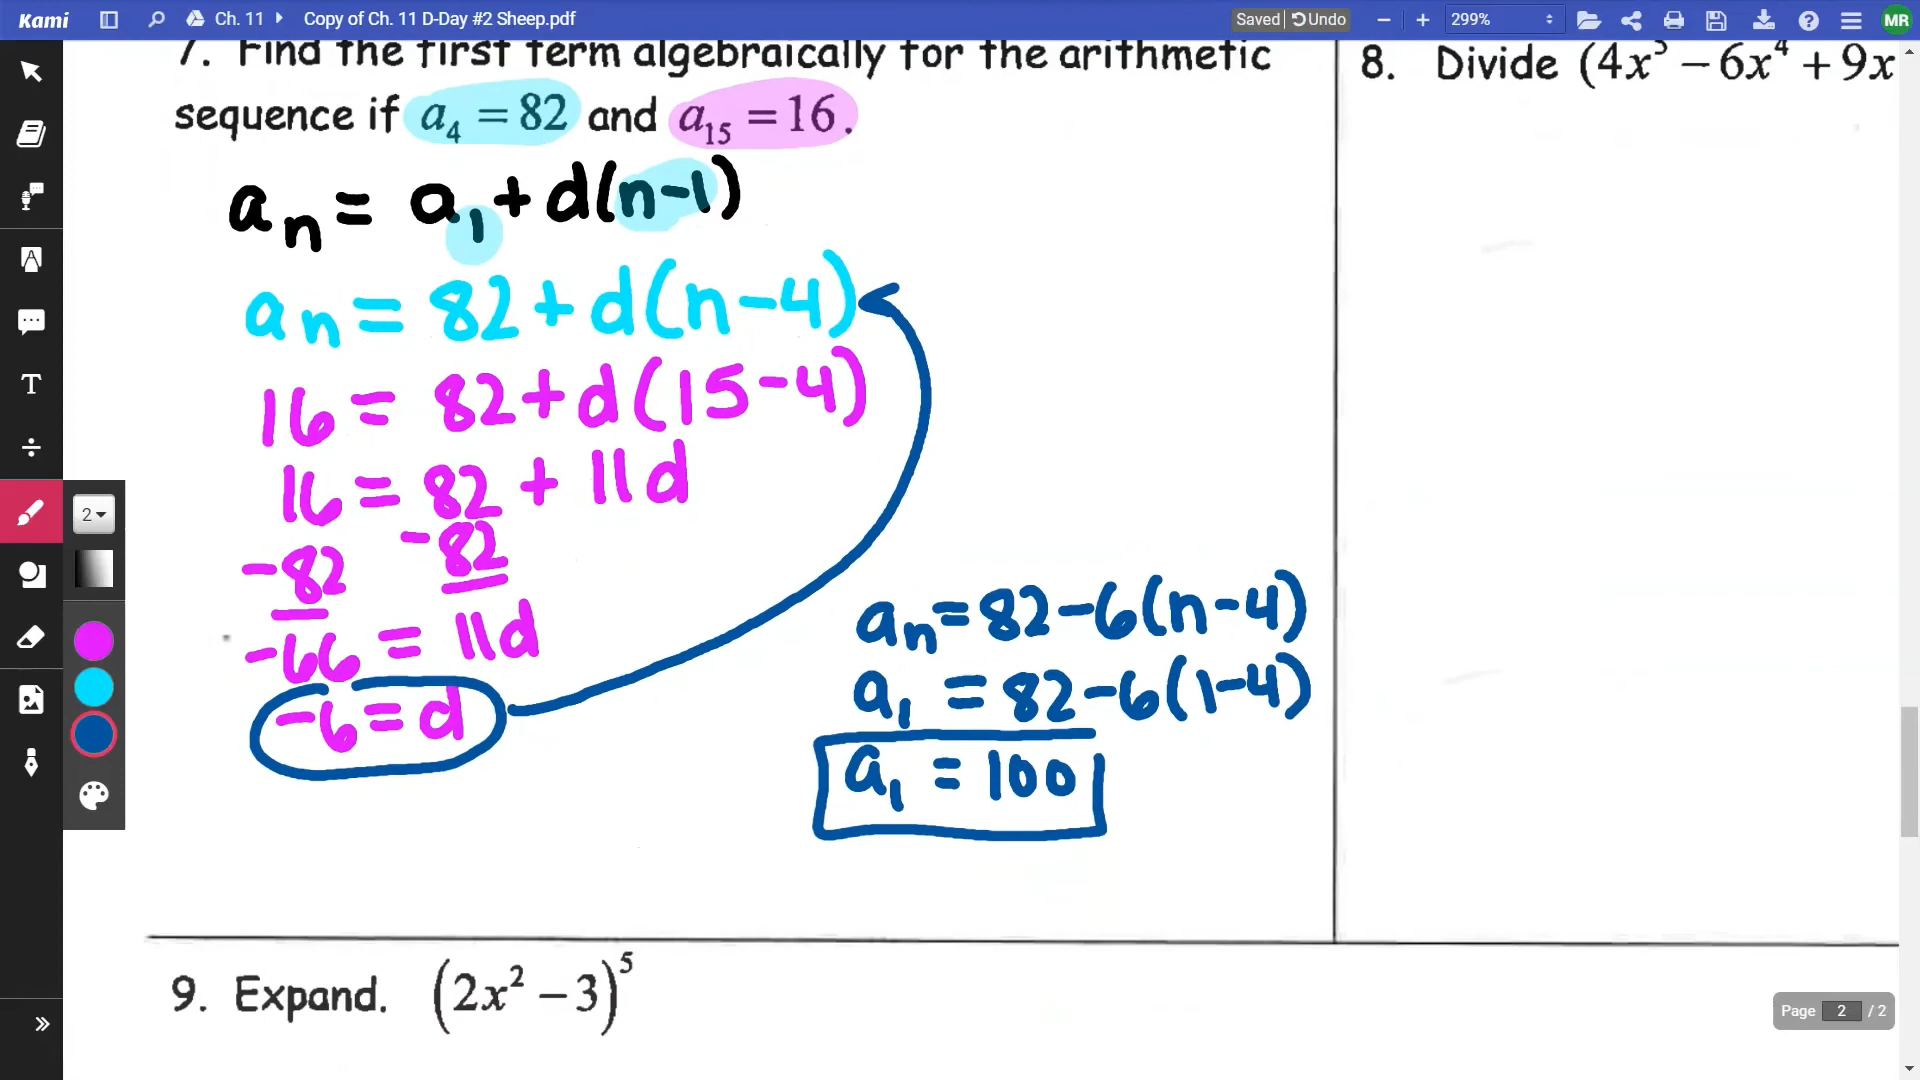 Kami
Ch. 11
Copy of Ch. 11 D-Day #2 Sheep.pdf
Saved
Undo
299%
MR
7. Find the first term algebraically for the arithmetic
sequence if a₄ = 82 and a₁₅ = 16.
aₙ = a₁ + d(n-1)
aₙ = 82 + d(n-4)
16 = 82 + d(15-4)
16 = 82 + 11d
-82 -82
-66 = 11d
-6 = d
aₙ = 82-6(n-4)
a₁ = 82-6(1-4)
a₁ = 100
8. Divide (4x⁵ - 6x⁴ + 9x
9. Expand. (2x² - 3)⁵
2
T
Page 2 / 2